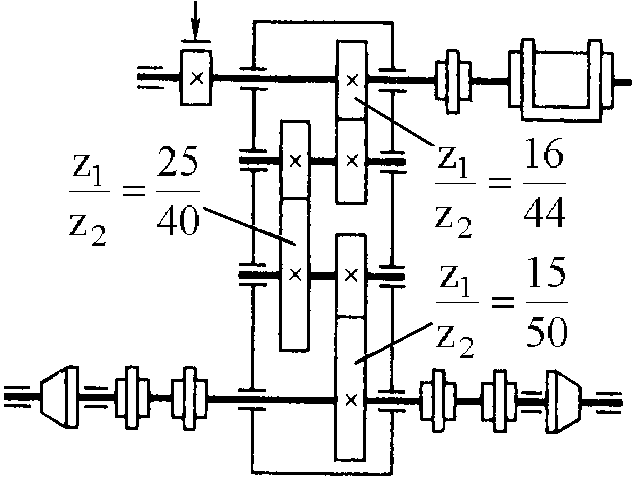 z₁/z₂ = 25/40
z₁/z₂ = 16/44
z₁/z₂ = 15/50